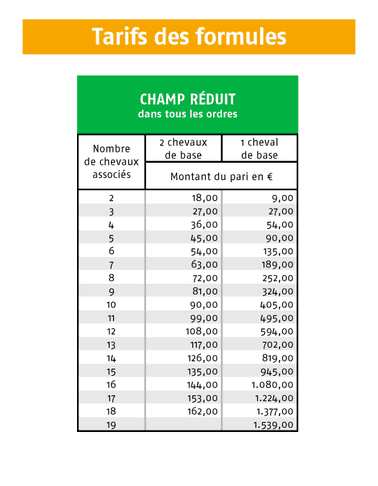 Tarifs des formules
CHAMP RÉDUIT
dans tous les ordres
Nombre
de chevaux
associés
2 chevaux
de base
1 cheval
de base
Montant du pari en €
2 18,00 9,00
3 27,00 27,00
4 36,00 54,00
5 45,00 90,00
6 54,00 135,00
7 63,00 189,00
8 72,00 252,00
9 81,00 324,00
10 90,00 405,00
11 99,00 495,00
12 108,00 594,00
13 117,00 702,00
14 126,00 819,00
15 135,00 945,00
16 144,00 1.080,00
17 153,00 1.224,00
18 162,00 1.377,00
19 1.539,00